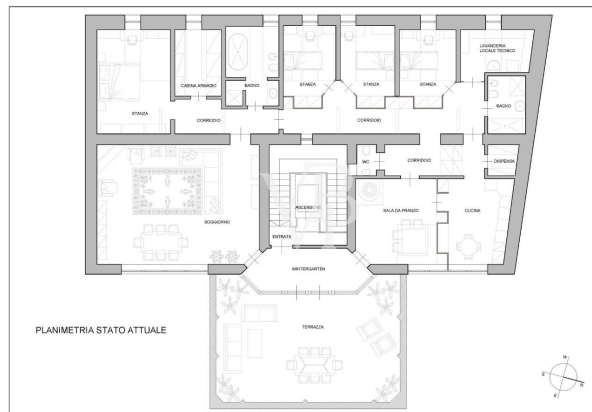 LAVANDERIA
LOCALE TECNICO
CABINA ARMADIO
BAGNO
STANZA
STANZA
STANZA
STANZA
BAGNO
CORRIDOIO
CORRIDOIO
WC
CORRIDOIO
DISPENSA
ASCENSORE
SOGGIORNO
SALA DA PRANZO
CUCINA
ENTRATA
WINTERGARTEN
TERRAZZA
PLANIMETRIA STATO ATTUALE